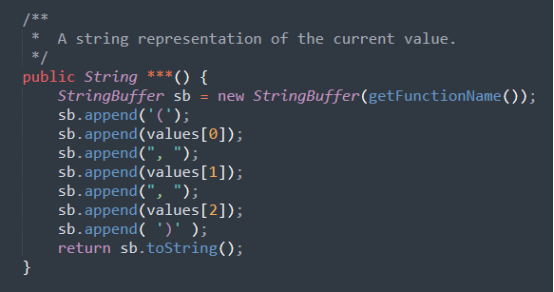 /**
 *  A string representation of the current value.
 */
public String ***() {
    StringBuffer sb = new StringBuffer(getFunctionName());
    sb.append('(');
    sb.append(values[0]);
    sb.append(", ");
    sb.append(values[1]);
    sb.append(", ");
    sb.append(values[2]);
    sb.append( ')' );
    return sb.toString();
}